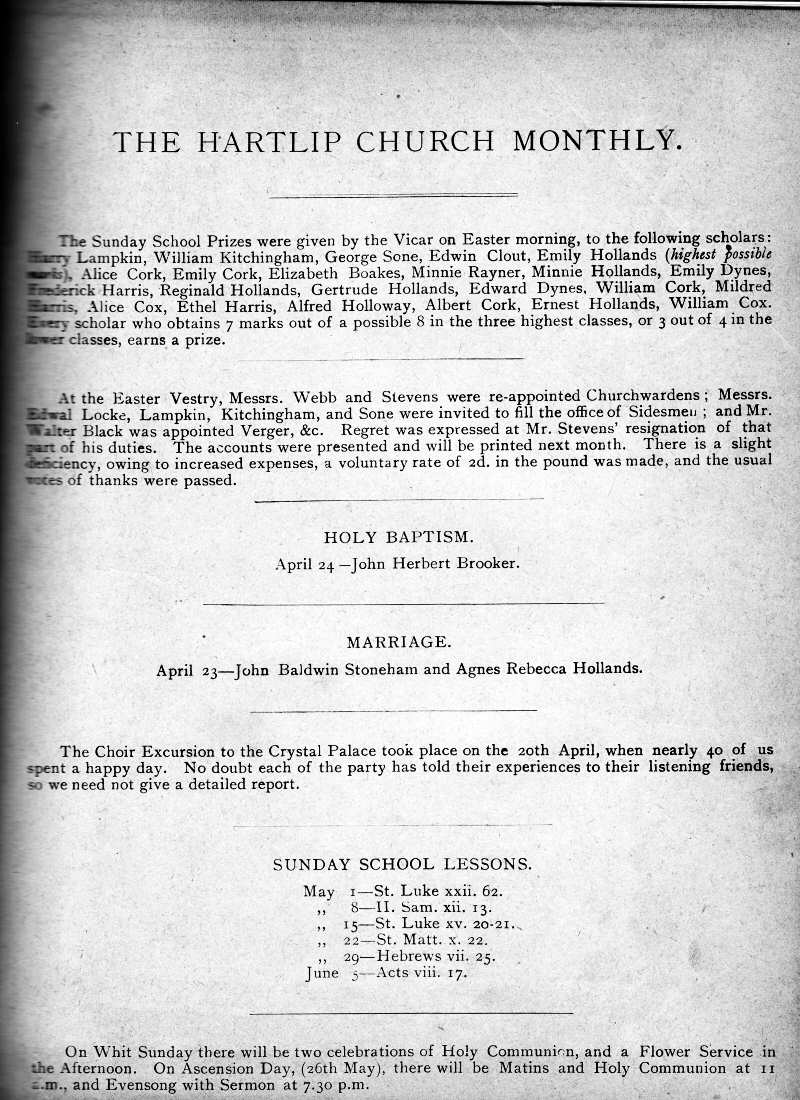 THE HARTLIP CHURCH MONTHLY.
The Sunday School Prizes were given by the Vicar on Easter morning, to the following scholars:
Harry Lampkin, William Kitchingham, George Sone, Edwin Clout, Emily Hollands (highest possible
marks), Alice Cork, Emily Cork, Elizabeth Boakes, Minnie Rayner, Minnie Hollands, Emily Dynes,
Frederick Harris, Reginald Hollands, Gertrude Hollands, Edward Dynes, William Cork, Mildred
Harris, Alice Cox, Ethel Harris, Alfred Holloway, Albert Cork, Ernest Hollands, William Cox.
Every scholar who obtains 7 marks out of a possible 8 in the three highest classes, or 3 out of 4 in the
lower classes, earns a prize.
At the Easter Vestry, Messrs. Webb and Stevens were re-appointed Churchwardens; Messrs.
Locke, Lampkin, Kitchingham, and Sone were invited to fill the office of Sidesmen; and Mr.
Walter Black was appointed Verger, &c. Regret was expressed at Mr. Stevens' resignation of that
part of his duties. The accounts were presented and will be printed next month. There is a slight
deficiency, owing to increased expenses, a voluntary rate of 2d. in the pound was made, and the usual
votes of thanks were passed.
HOLY BAPTISM.
April 24—John Herbert Brooker.
MARRIAGE.
April 23—John Baldwin Stoneham and Agnes Rebecca Hollands.
The Choir Excursion to the Crystal Palace took place on the 20th April, when nearly 40 of us
spent a happy day. No doubt each of the party has told their experiences to their listening friends,
so we need not give a detailed report.
SUNDAY SCHOOL LESSONS.
May 1—St. Luke xxii. 62.
,, 8—II. Sam. xii. 13.
,, 15—St. Luke xv. 20-21.
,, 22—St. Matt. x. 22.
,, 29—Hebrews vii. 25.
June 5—Acts viii. 17.
On Whit Sunday there will be two celebrations of Holy Communion, and a Flower Service in
the Afternoon. On Ascension Day, (26th May), there will be Matins and Holy Communion at 11
a.m., and Evensong with Sermon at 7.30 p.m.